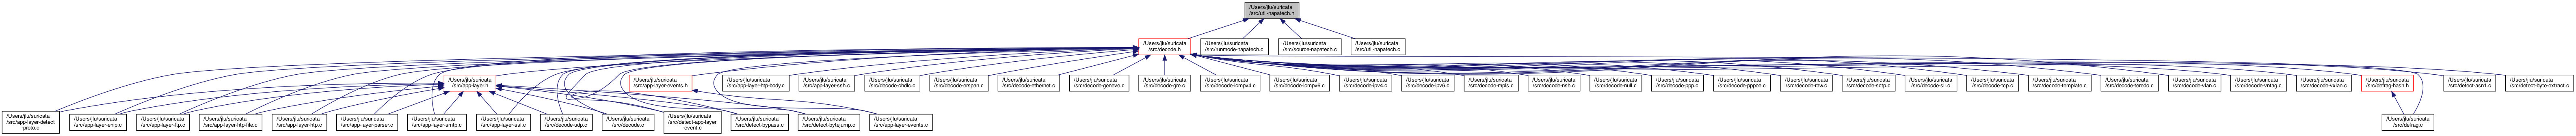 /Users/jlu/suricata
/src/util-napatech.h
/Users/jlu/suricata
/src/decode.h
/Users/jlu/suricata
/src/runmode-napatech.c
/Users/jlu/suricata
/src/source-napatech.c
/Users/jlu/suricata
/src/util-napatech.c
/Users/jlu/suricata
/src/app-layer.h
/Users/jlu/suricata
/src/app-layer-events.h
/Users/jlu/suricata
/src/app-layer-htp-body.c
/Users/jlu/suricata
/src/app-layer-ssh.c
/Users/jlu/suricata
/src/decode-chdlc.c
/Users/jlu/suricata
/src/decode-erspan.c
/Users/jlu/suricata
/src/decode-ethernet.c
/Users/jlu/suricata
/src/decode-geneve.c
/Users/jlu/suricata
/src/decode-gre.c
/Users/jlu/suricata
/src/decode-icmpv4.c
/Users/jlu/suricata
/src/decode-icmpv6.c
/Users/jlu/suricata
/src/decode-ipv4.c
/Users/jlu/suricata
/src/decode-ipv6.c
/Users/jlu/suricata
/src/decode-mpls.c
/Users/jlu/suricata
/src/decode-nsh.c
/Users/jlu/suricata
/src/decode-null.c
/Users/jlu/suricata
/src/decode-ppp.c
/Users/jlu/suricata
/src/decode-pppoe.c
/Users/jlu/suricata
/src/decode-raw.c
/Users/jlu/suricata
/src/decode-sctp.c
/Users/jlu/suricata
/src/decode-sll.c
/Users/jlu/suricata
/src/decode-tcp.c
/Users/jlu/suricata
/src/decode-template.c
/Users/jlu/suricata
/src/decode-teredo.c
/Users/jlu/suricata
/src/decode-vlan.c
/Users/jlu/suricata
/src/decode-vntag.c
/Users/jlu/suricata
/src/decode-vxlan.c
/Users/jlu/suricata
/src/defrag-hash.h
/Users/jlu/suricata
/src/detect-asn1.c
/Users/jlu/suricata
/src/detect-byte-extract.c
/Users/jlu/suricata
/src/app-layer-detect
-proto.c
/Users/jlu/suricata
/src/app-layer-enip.c
/Users/jlu/suricata
/src/app-layer-ftp.c
/Users/jlu/suricata
/src/app-layer-htp-file.c
/Users/jlu/suricata
/src/app-layer-htp.c
/Users/jlu/suricata
/src/app-layer-parser.c
/Users/jlu/suricata
/src/app-layer-smtp.c
/Users/jlu/suricata
/src/app-layer-ssl.c
/Users/jlu/suricata
/src/decode-udp.c
/Users/jlu/suricata
/src/decode.c
/Users/jlu/suricata
/src/detect-app-layer
-event.c
/Users/jlu/suricata
/src/detect-bypass.c
/Users/jlu/suricata
/src/detect-bytejump.c
/Users/jlu/suricata
/src/app-layer-events.c
/Users/jlu/suricata
/src/defrag.c